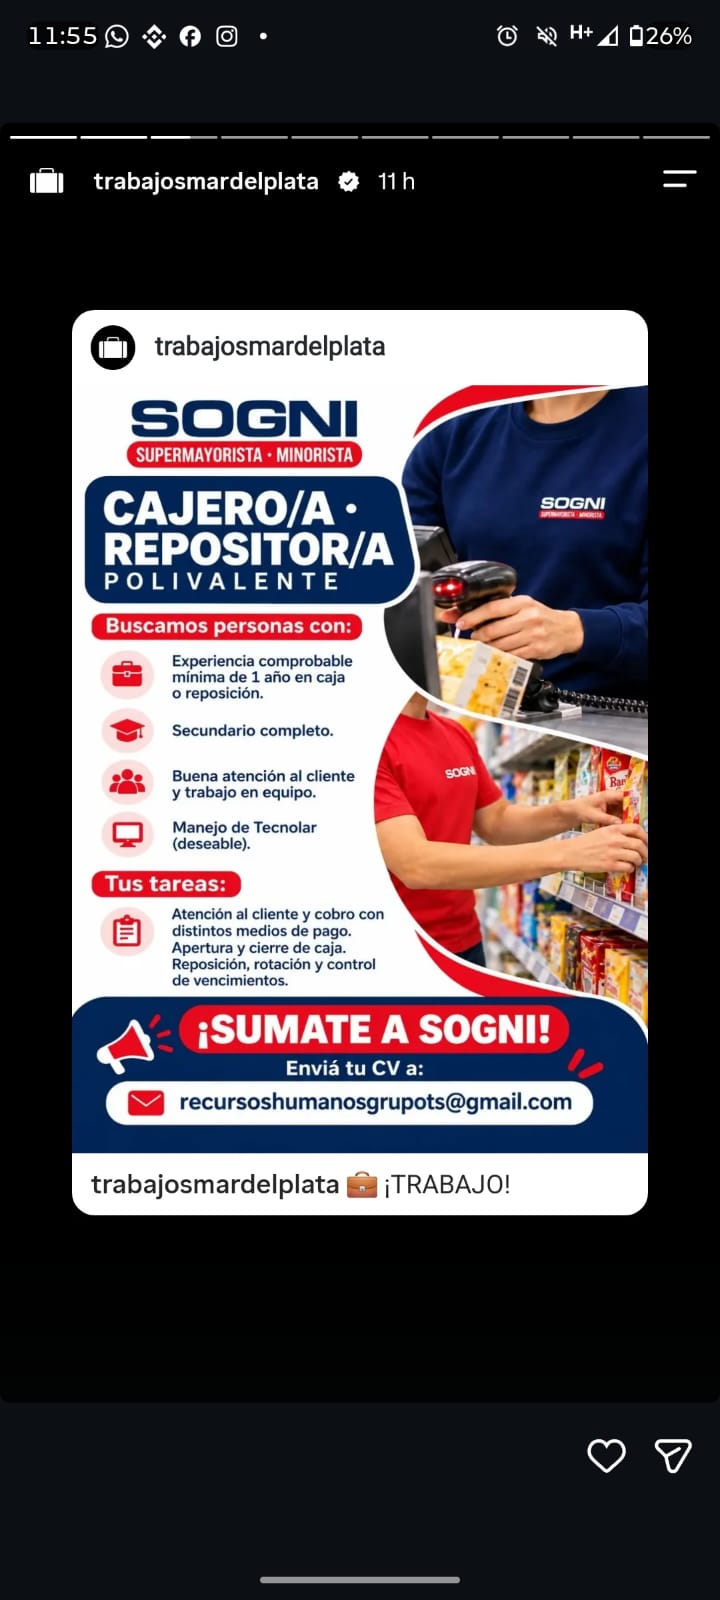 11:55
H+
26%
trabajosmardelplata
11 h
trabajosmardelplata
SOGNI
SUPERMAYORISTA · MINORISTA
CAJERO/A ·
REPOSITOR/A
POLIVALENTE
Buscamos personas con:
Experiencia comprobable
mínima de 1 año en caja
o reposición.
Secundario completo.
Buena atención al cliente
y trabajo en equipo.
Manejo de Tecnolar
(deseable).
Tus tareas:
Atención al cliente y cobro con
distintos medios de pago.
Apertura y cierre de caja.
Reposición, rotación y control
de vencimientos.
SOGNI
SUPERMAYORISTA · MINORISTA
SOGNI
¡SUMATE A SOGNI!
Enviá tu CV a:
recursoshumanosgrupots@gmail.com
trabajosmardelplata 💼 ¡TRABAJO!